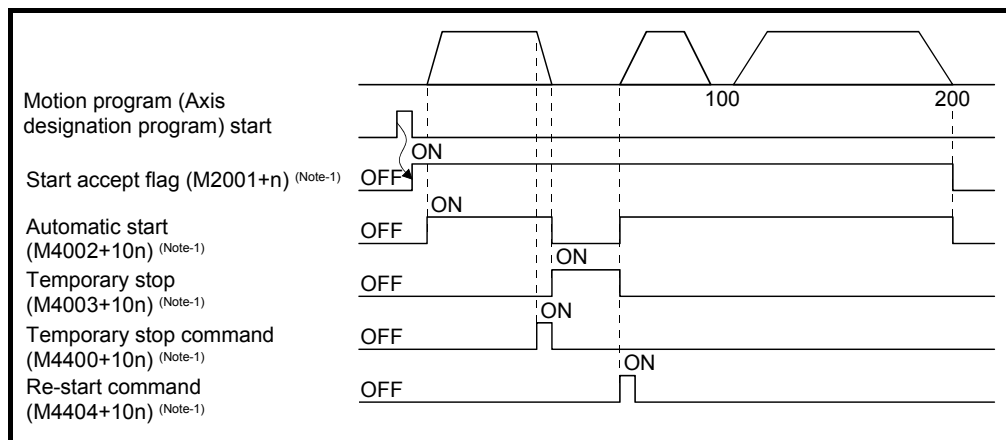 100
200
Motion program (Axis
designation program) start
ON
Start accept flag (M2001+n) (Note-1)
OFF
ON
Automatic start
(M4002+10n) (Note-1)
OFF
ON
Temporary stop
(M4003+10n) (Note-1)
OFF
ON
Temporary stop command
(M4400+10n) (Note-1)
OFF
ON
Re-start command
(M4404+10n) (Note-1)
OFF